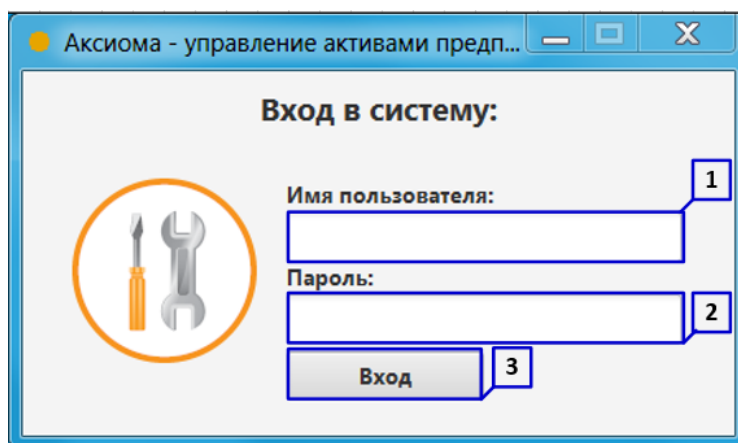 Аксиома - управление активами предп...
Вход в систему:
1
Имя пользователя:
Пароль:
2
Вход
3